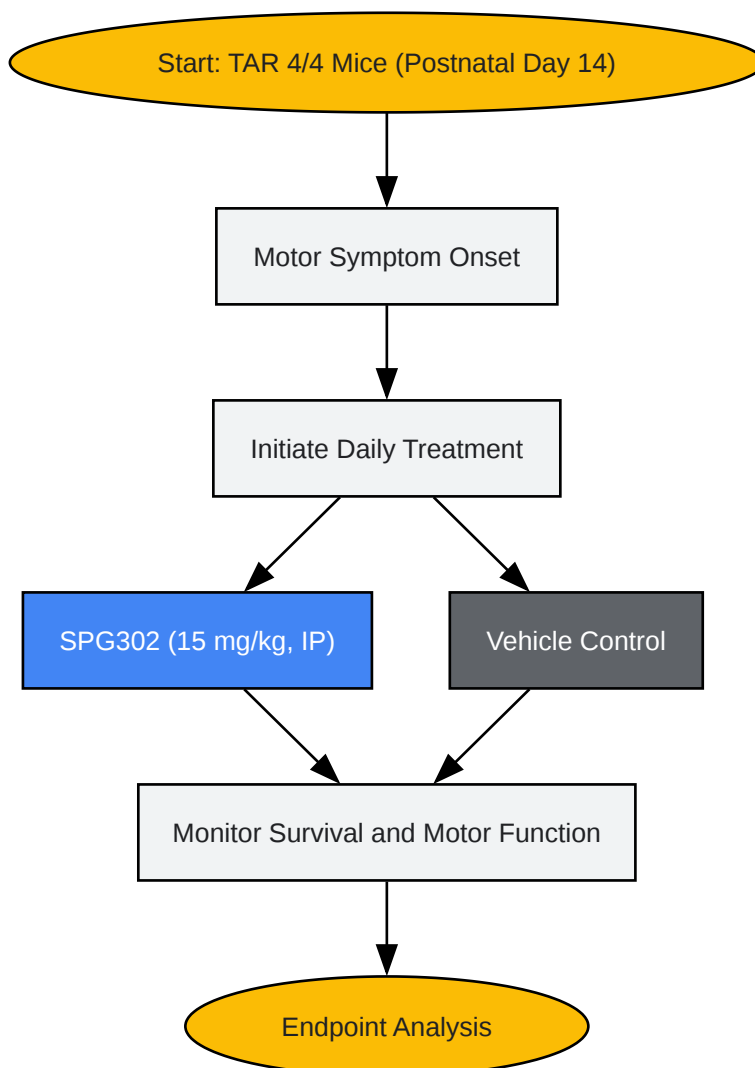 Start: TAR 4/4 Mice (Postnatal Day 14)
Motor Symptom Onset
Initiate Daily Treatment
SPG302 (15 mg/kg, IP)
Vehicle Control
Monitor Survival and Motor Function
Endpoint Analysis